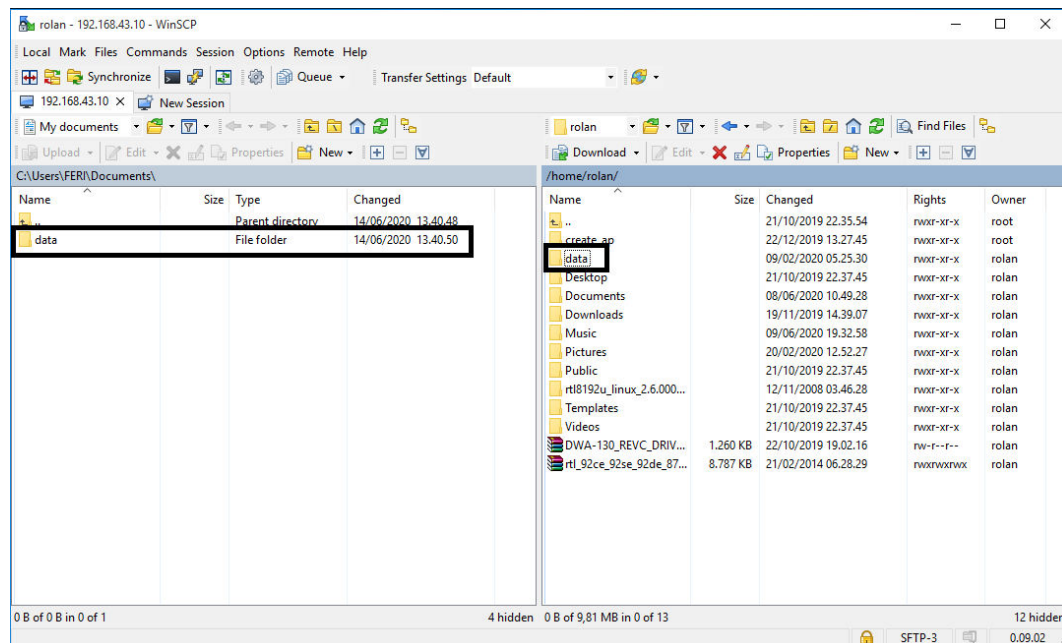 rolan - 192.168.43.10 - WinSCP
Local Mark Files Commands Session Options Remote Help
Synchronize Queue Transfer Settings Default
192.168.43.10 New Session
My documents
Upload Edit Properties New
C:\Users\FERI\Documents\
Name Size Type Changed
.. Parent directory 14/06/2020 13.40.48
data File folder 14/06/2020 13.40.50
0 B of 0 B in 0 of 1 4 hidden
rolan Find Files
Download Edit Properties New
/home/rolan/
Name Size Changed Rights Owner
.. 21/10/2019 22.35.54 rwxr-xr-x root
create_ap 22/12/2019 13.27.45 rwxr-xr-x root
data 09/02/2020 05.25.30 rwxr-xr-x rolan
Desktop 21/10/2019 22.37.45 rwxr-xr-x rolan
Documents 08/06/2020 10.49.28 rwxr-xr-x rolan
Downloads 19/11/2019 14.39.07 rwxr-xr-x rolan
Music 09/06/2020 19.32.58 rwxr-xr-x rolan
Pictures 20/02/2020 12.52.27 rwxr-xr-x rolan
Public 21/10/2019 22.37.45 rwxr-xr-x rolan
rtl8192u_linux_2.6.000... 12/11/2008 03.46.28 rwxr-xr-x rolan
Templates 21/10/2019 22.37.45 rwxr-xr-x rolan
Videos 21/10/2019 22.37.45 rwxr-xr-x rolan
DWA-130_REVC_DRIV... 1.260 KB 22/10/2019 19.02.16 rw-r--r-- rolan
rtl_92ce_92se_92de_87... 8.787 KB 21/02/2014 06.28.29 rwxrwxrwx rolan
0 B of 9,81 MB in 0 of 13 12 hidden
SFTP-3 0.09.02